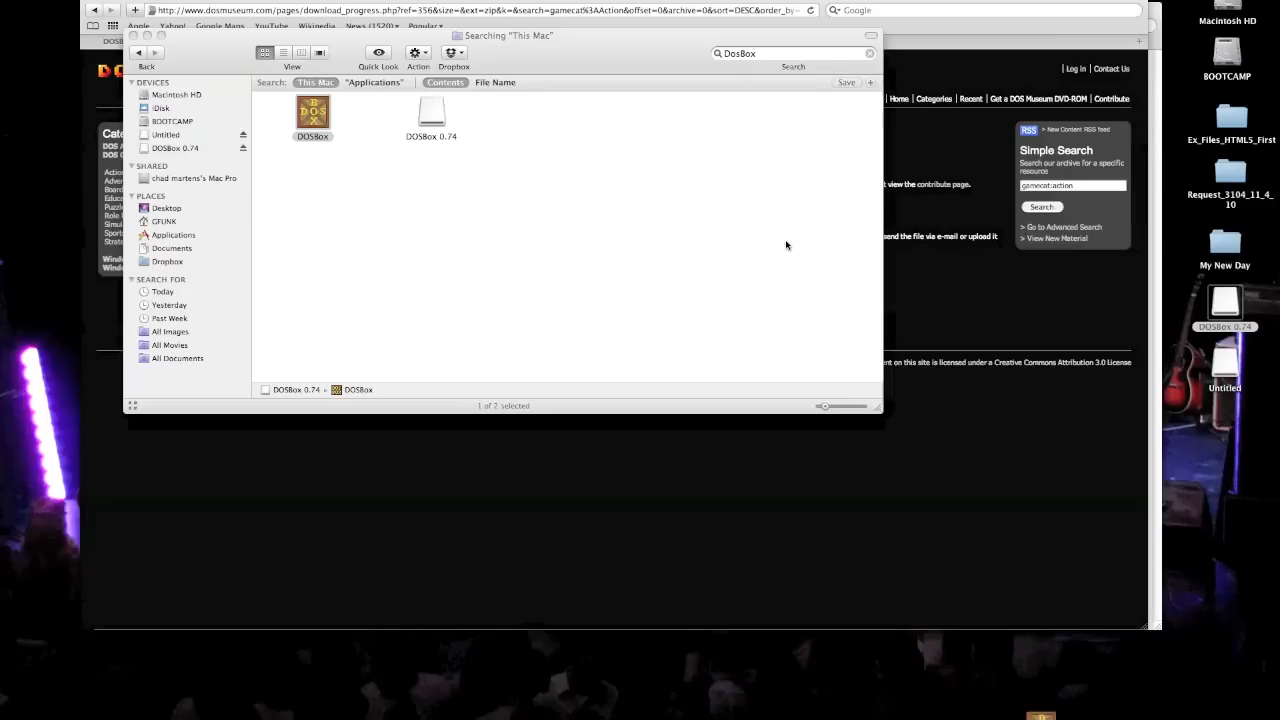 http://www.dosmuseum.com/pages/download_progress.php?ref=356&size=&ext=zip&k=&search=gamecat%3AAction&offset=0&archive=0&sort=DESC&order_by=
Google
Apple Yahoo! Google Maps YouTube Wikipedia News (1520) Popular
Searching "This Mac"
DosBox
Back
View
Quick Look
Action
Dropbox
Search
Search: This Mac "Applications" Contents File Name
Save
DEVICES
Macintosh HD
iDisk
BOOTCAMP
Untitled
DOSBox 0.74
SHARED
chad martens's Mac Pro
PLACES
Desktop
GFUNK
Applications
Documents
Dropbox
SEARCH FOR
Today
Yesterday
Past Week
All Images
All Movies
All Documents
DOSBox
DOSBox 0.74
DOSBox 0.74 DOSBox
1 of 2 selected
Log in Contact Us
Home Categories Recent Get a DOS Museum DVD-ROM Contribute
RSS > New Content RSS feed
Simple Search
Search our archive for a specific
resource
gamecat:action
Search
> Go to Advanced Search
> View New Material
t view the contribute page.
send the file via e-mail or upload it
nt on this site is licensed under a Creative Commons Attribution 3.0 License
Macintosh HD
BOOTCAMP
Ex_Files_HTML5_First
Request_3104_11_4_
10
My New Day
DOSBox 0.74
Untitled